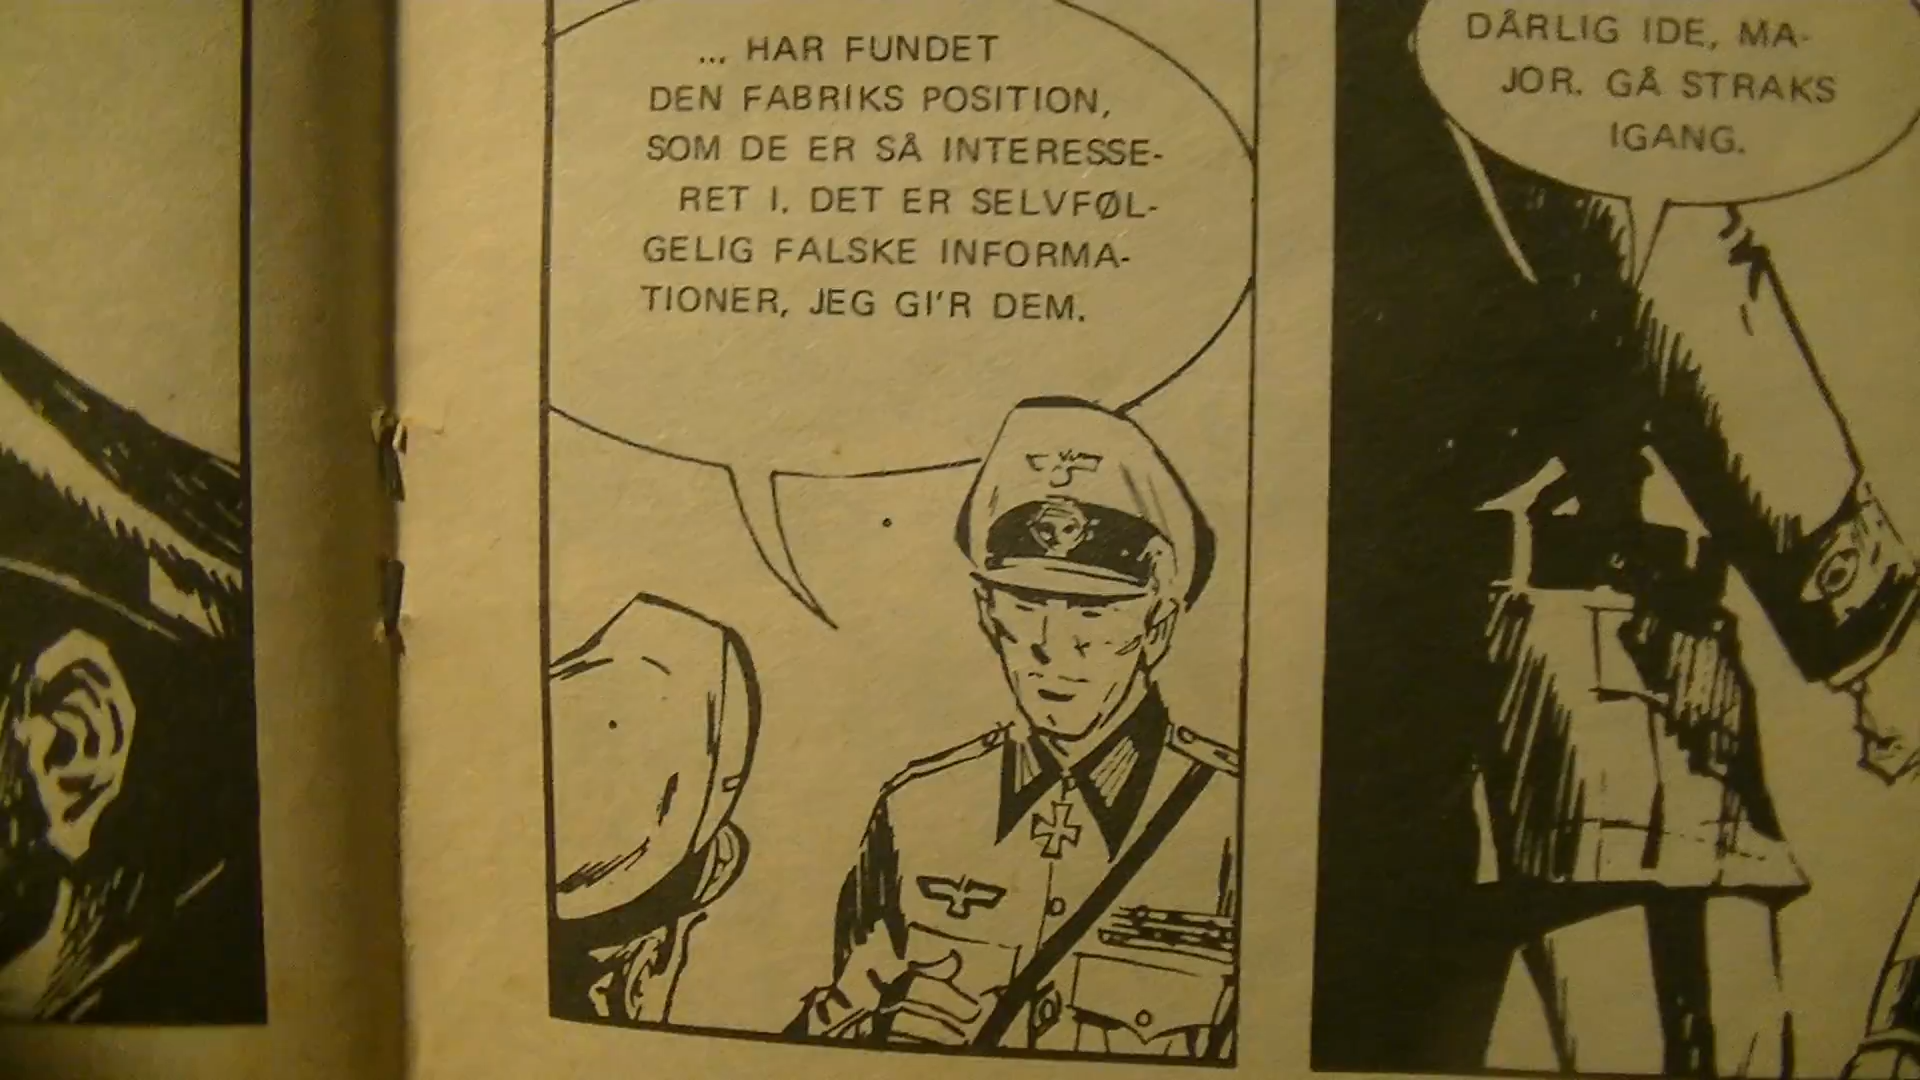 ... HAR FUNDET
DEN FABRIKS POSITION,
SOM DE ER SÅ INTERESSE-
RET I. DET ER SELVFØL-
GELIG FALSKE INFORMA-
TIONER, JEG GI'R DEM.
DÅRLIG IDE, MA-
JOR. GÅ STRAKS
IGANG.